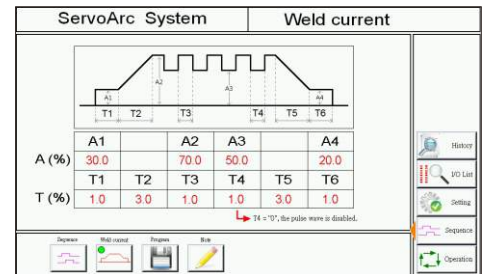 ServoArc System
Weld current
A1
A2
A3
A4
T1 T2 T3 T4 T5 T6
A1 A2 A3 A4
A (%) 30.0 70.0 50.0 20.0
T1 T2 T3 T4 T5 T6
T (%) 1.0 3.0 1.0 1.0 3.0 1.0
T4 = "0", the pulse wave is disabled.
History
I/O List
Setting
Sequence
Operation
Sequence Weld current Program Note